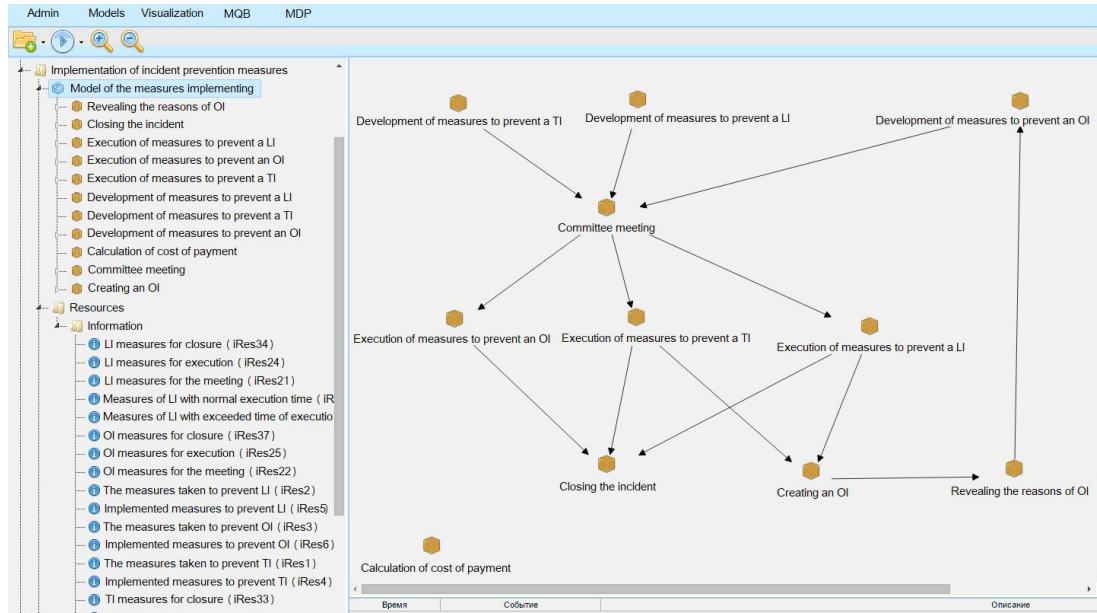 Admin Models Visualization MQB MDP
Implementation of incident prevention measures
Model of the measures implementing
Revealing the reasons of OI
Closing the incident
Execution of measures to prevent a LI
Execution of measures to prevent an OI
Execution of measures to prevent a TI
Development of measures to prevent a LI
Development of measures to prevent a TI
Development of measures to prevent an OI
Calculation of cost of payment
Committee meeting
Creating an OI
Resources
Information
LI measures for closure ( iRes34)
LI measures for execution ( iRes24)
LI measures for the meeting ( iRes21)
Measures of LI with normal execution time ( iR
Measures of LI with exceeded time of executio
OI measures for closure ( iRes37)
OI measures for execution ( iRes25)
OI measures for the meeting ( iRes22)
The measures taken to prevent LI ( iRes2)
Implemented measures to prevent LI ( iRes5)
The measures taken to prevent OI ( iRes3)
Implemented measures to prevent OI ( iRes6)
The measures taken to prevent TI ( iRes1)
Implemented measures to prevent TI ( iRes4)
TI measures for closure ( iRes33)
Development of measures to prevent a TI
Development of measures to prevent a LI
Development of measures to prevent an OI
Committee meeting
Execution of measures to prevent an OI
Execution of measures to prevent a TI
Execution of measures to prevent a LI
Closing the incident
Creating an OI
Revealing the reasons of OI
Calculation of cost of payment
Время Событие Описание